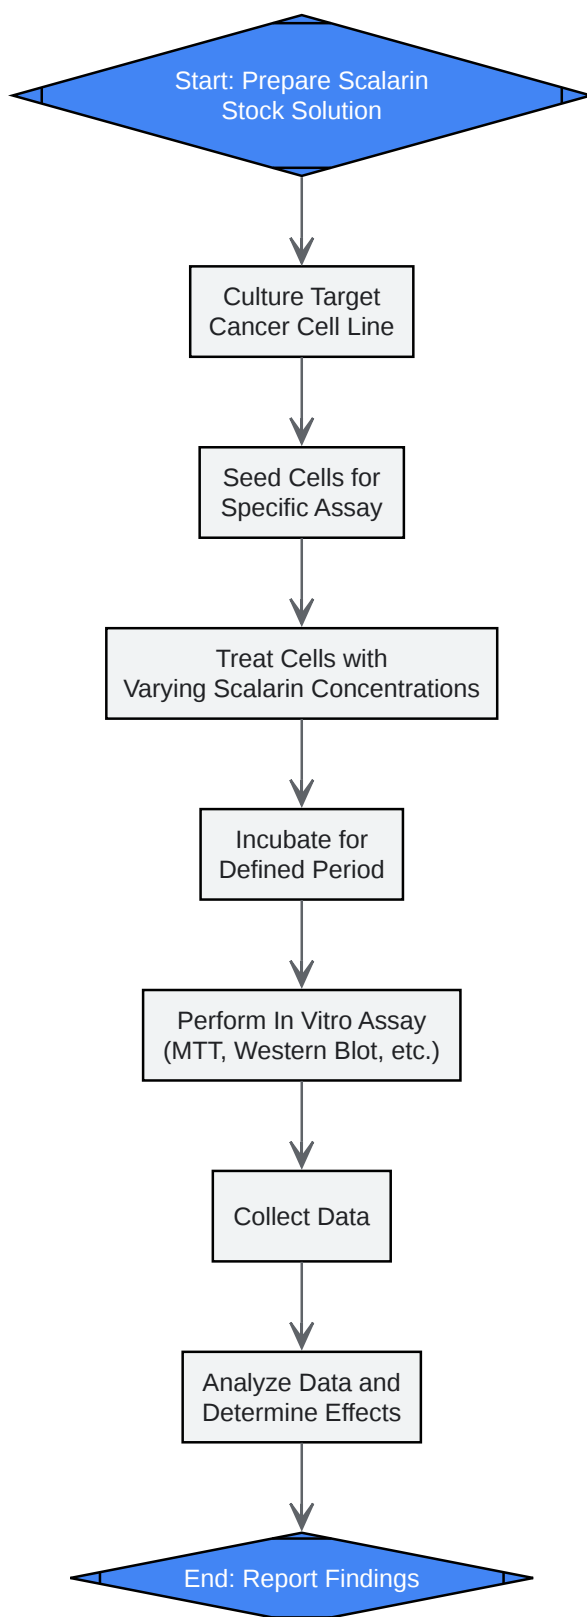 Start: Prepare Scalarin
Stock Solution
Culture Target
Cancer Cell Line
Seed Cells for
Specific Assay
Treat Cells with
Varying Scalarin Concentrations
Incubate for
Defined Period
Perform In Vitro Assay
(MTT, Western Blot, etc.)
Collect Data
Analyze Data and
Determine Effects
End: Report Findings